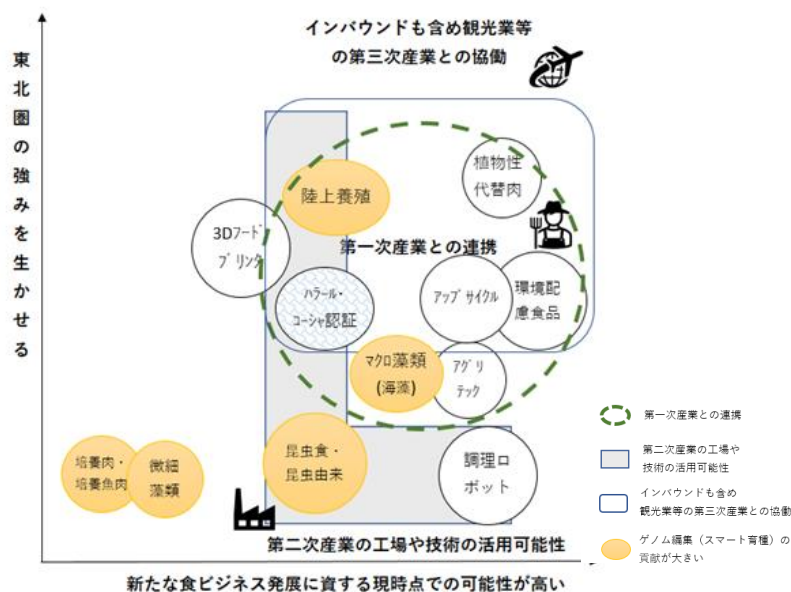 インバウンドも含め観光業等
の第三次産業との協働
東北圏の強みを生かせる
植物性
代替肉
陸上養殖
3Dﾌｰﾄﾞ
ﾌﾟﾘﾝﾀ
第一次産業との連携
ﾊﾗｰﾙ・
ｺｰｼｬ認証
ｱｯﾌﾟｻｲｸﾙ
環境配
慮食品
ﾏｸﾛ藻類
(海藻)
ｱｸﾞﾘ
ﾃｯｸ
培養肉・
培養魚肉
微細
藻類
昆虫食・
昆虫由来
調理ロ
ボット
第二次産業の工場や技術の活用可能性
新たな食ビジネス発展に資する現時点での可能性が高い
第一次産業との連携
第二次産業の工場や
技術の活用可能性
インバウンドも含め
観光業等の第三次産業との協働
ゲノム編集（スマート育種）の
貢献が大きい